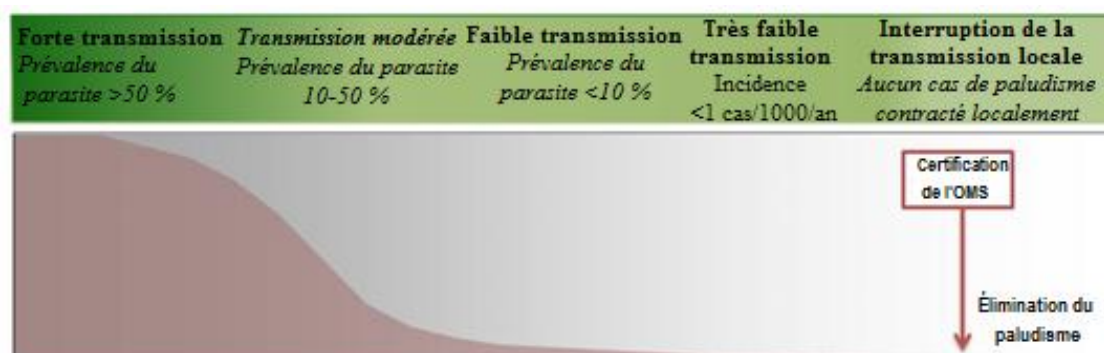 Forte transmission
Prévalence du
parasite >50 %
Transmission modérée
Prévalence du parasite
10-50 %
Faible transmission
Prévalence du
parasite <10 %
Très faible
transmission
Incidence
<1 cas/1000/an
Interruption de la
transmission locale
Aucun cas de paludisme
contracté localement
Certification
de l'OMS
Élimination du
paludisme